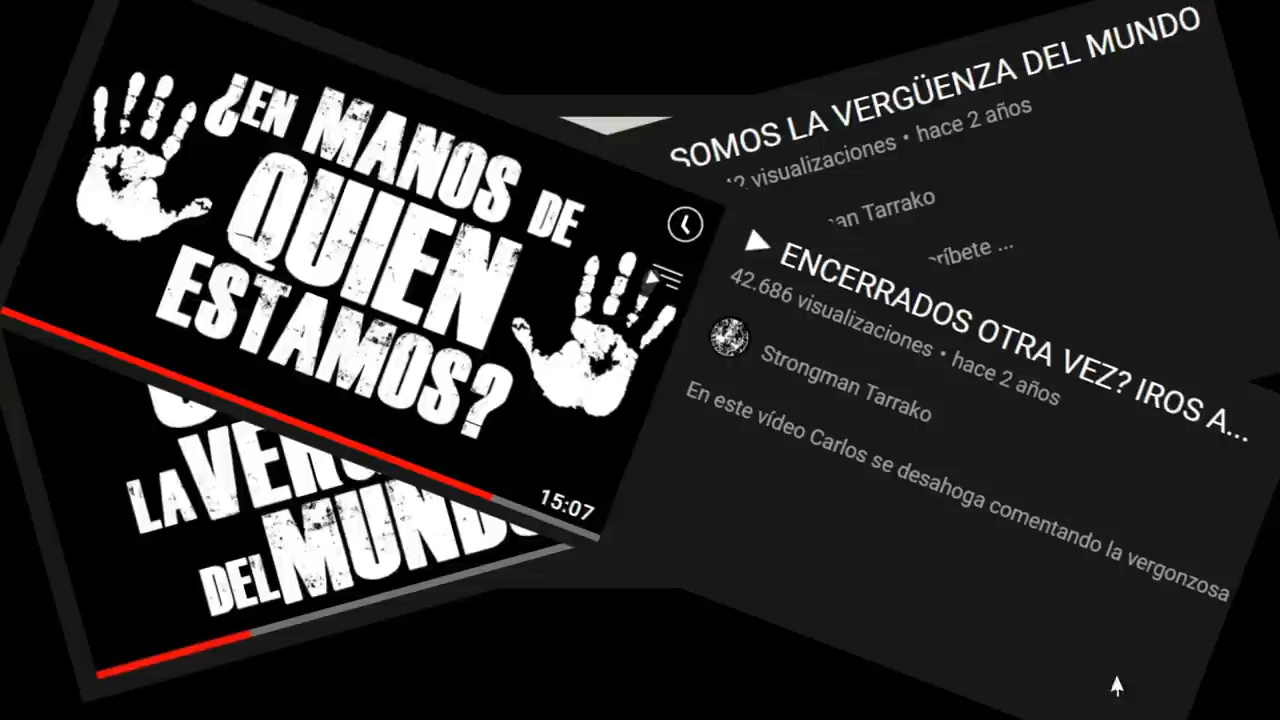 ¿EN MANOS DE
QUIEN
ESTAMOS?
15:07
LA
DEL MUNDO
SOMOS LA VERGÜENZA DEL MUNDO
visualizaciones • hace 2 años
Tarrako
ENCERRADOS OTRA VEZ? IROS A...
42.686 visualizaciones • hace 2 años
Strongman Tarrako
En este vídeo Carlos se desahoga comentando la vergonzosa